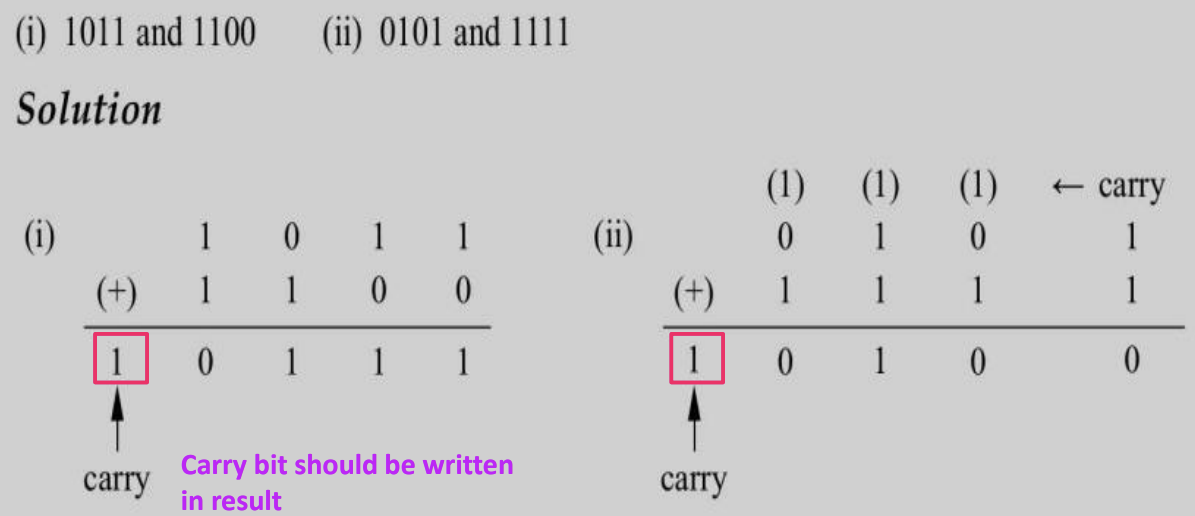 (i) 1011 and 1100 (ii) 0101 and 1111
Solution
(1) (1) (1) ← carry
(i) 1 0 1 1 (ii) 0 1 0 1
(+) 1 1 0 0 (+) 1 1 1 1
1 0 1 1 1 1 0 1 0 0
carry Carry bit should be written carry
in result